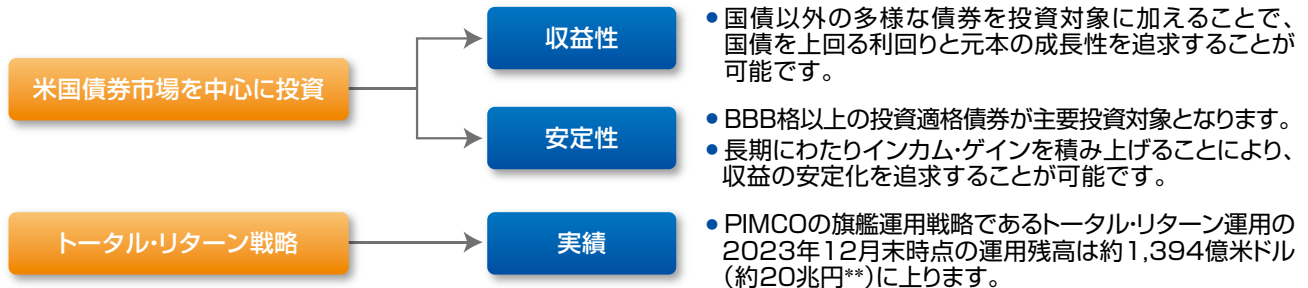 米国債券市場を中心に投資
収益性
●国債以外の多様な債券を投資対象に加えることで、
国債を上回る利回りと元本の成長性を追求することが
可能です。
安定性
●BBB格以上の投資適格債券が主要投資対象となります。
●長期にわたりインカム・ゲインを積み上げることにより、
収益の安定化を追求することが可能です。
トータル・リターン戦略
実績
●PIMCOの旗艦運用戦略であるトータル・リターン運用の
2023年12月末時点の運用残高は約1,394億米ドル
（約20兆円**）に上ります。